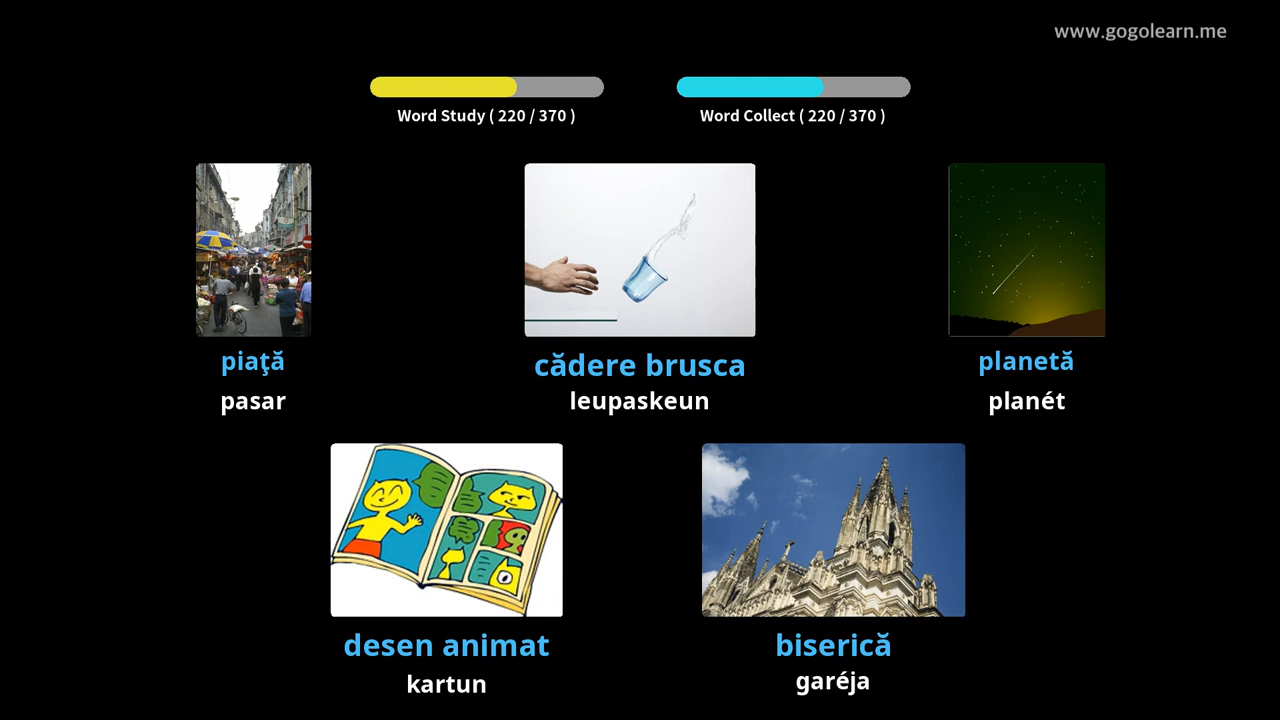 www.gogolearn.me
Word Study ( 220 / 370 )
Word Collect ( 220 / 370 )
piaţă
cădere brusca
planetă
pasar
leupaskeun
planét
desen animat
biserică
kartun
garéja